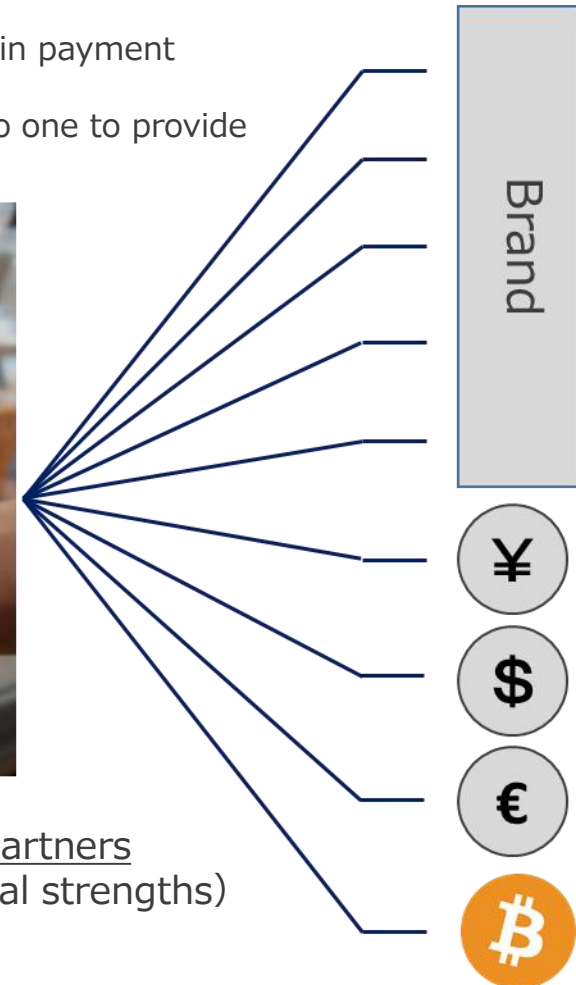 in payment
one to provide
Brand
¥
$
€
₿
artners
al strengths)